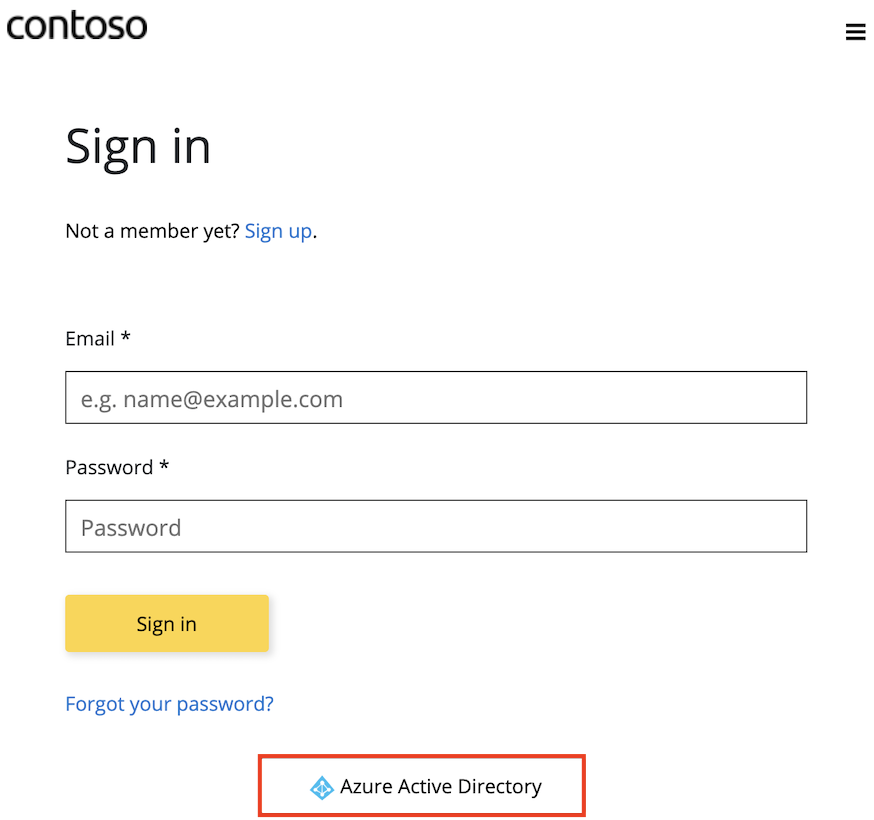 contoso
Sign in
Not a member yet? Sign up.
Email *
e.g. name@example.com
Password *
Password
Sign in
Forgot your password?
Azure Active Directory